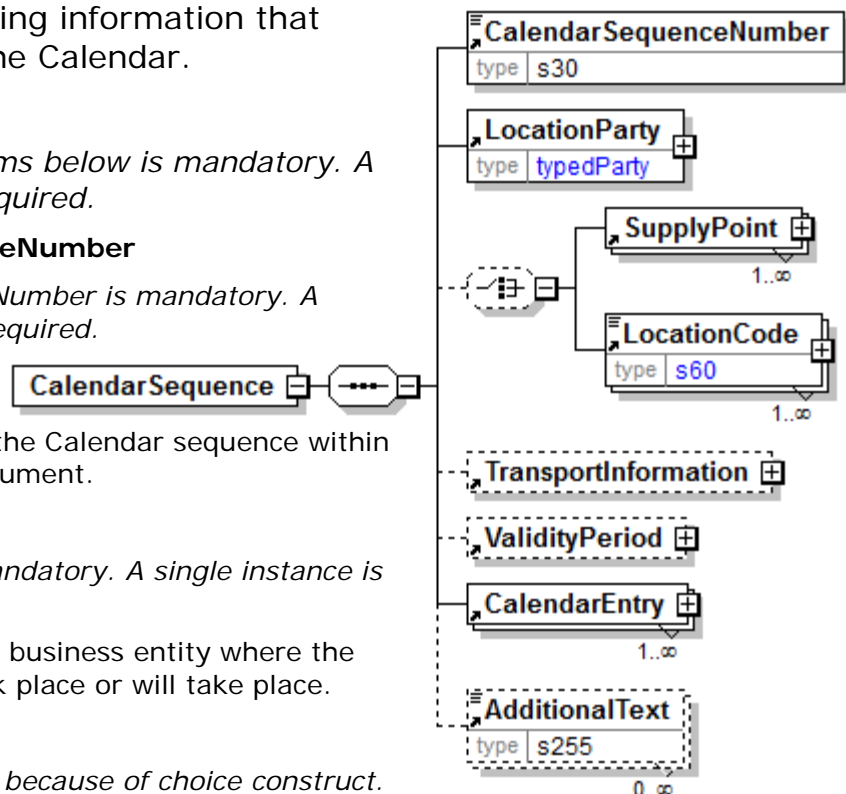 ing information that
he Calendar.
ms below is mandatory. A
quired.
eNumber
Number is mandatory. A
equired.
the Calendar sequence within
ument.
andatory. A single instance is
business entity where the
k place or will take place.
because of choice construct.
CalendarSequence
CalendarSequenceNumber
type s30
LocationParty
type typedParty
SupplyPoint
1..∞
LocationCode
type s60
1..∞
TransportInformation
ValidityPeriod
CalendarEntry
1..∞
AdditionalText
type s255
0..∞